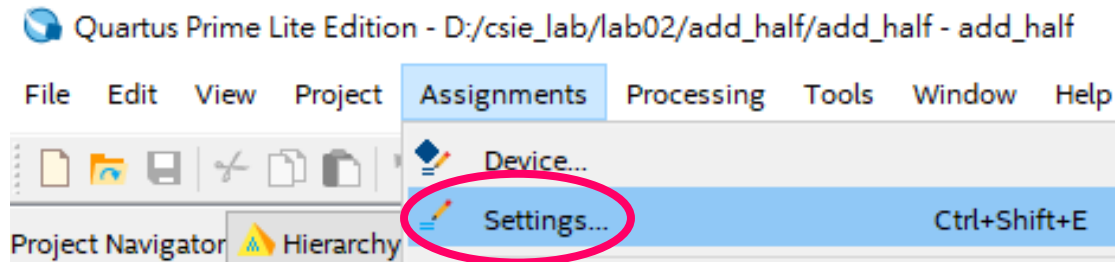 Quartus Prime Lite Edition - D:/csie_lab/lab02/add_half/add_half - add_half
File Edit View Project Assignments Processing Tools Window Help
Device...
Settings... Ctrl+Shift+E
Project Navigator Hierarchy